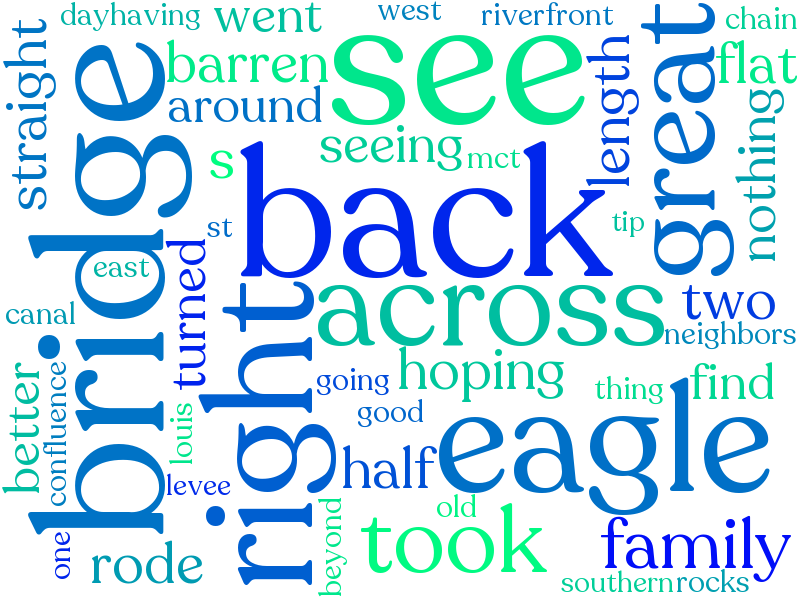 dayhaving
went
west
riverfront
chain
straight
bridge
barren
see
length
great
flat
around
seeing
mct
nothing
s
back
st
tip
east
turned
right
across
two
canal
neighbors
better
confluence
louis
going
hoping
thing
find
good
eagle
levee
half
one
rode
beyond
old
took
family
southern
rocks